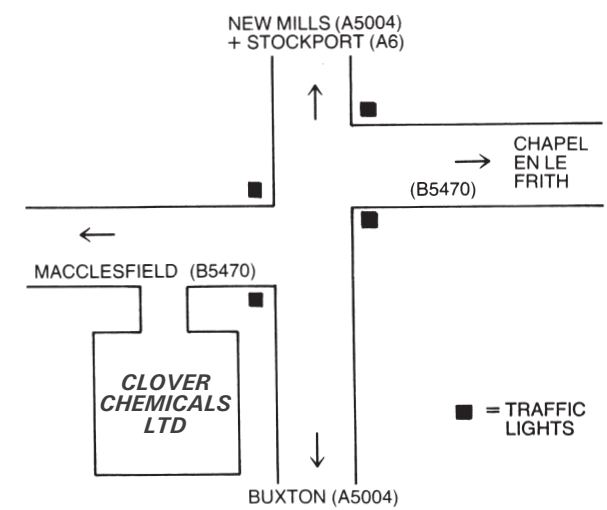 NEW MILLS (A5004)
+ STOCKPORT (A6)
CHAPEL
EN LE
FRITH
(B5470)
MACCLESFIELD (B5470)
CLOVER
CHEMICALS
LTD
= TRAFFIC
LIGHTS
BUXTON (A5004)